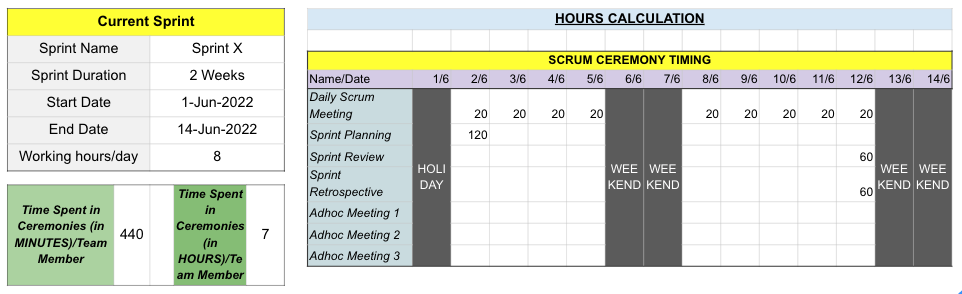 Current Sprint
Sprint Name Sprint X
Sprint Duration 2 Weeks
Start Date 1-Jun-2022
End Date 14-Jun-2022
Working hours/day 8
Time Spent in
Ceremonies (in
MINUTES)/Team
Member
440
Time Spent
in
Ceremonies
(in
HOURS)/Te
am Member
7
HOURS CALCULATION
SCRUM CEREMONY TIMING
Name/Date 1/6 2/6 3/6 4/6 5/6 6/6 7/6 8/6 9/6 10/6 11/6 12/6 13/6 14/6
Daily Scrum
Meeting 20 20 20 20 20 20 20 20 20
Sprint Planning 120
Sprint Review 60
Sprint
Retrospective 60
Adhoc Meeting 1
Adhoc Meeting 2
Adhoc Meeting 3
HOLI
DAY
WEE
KEND
WEE
KEND
WEE
KEND
WEE
KEND